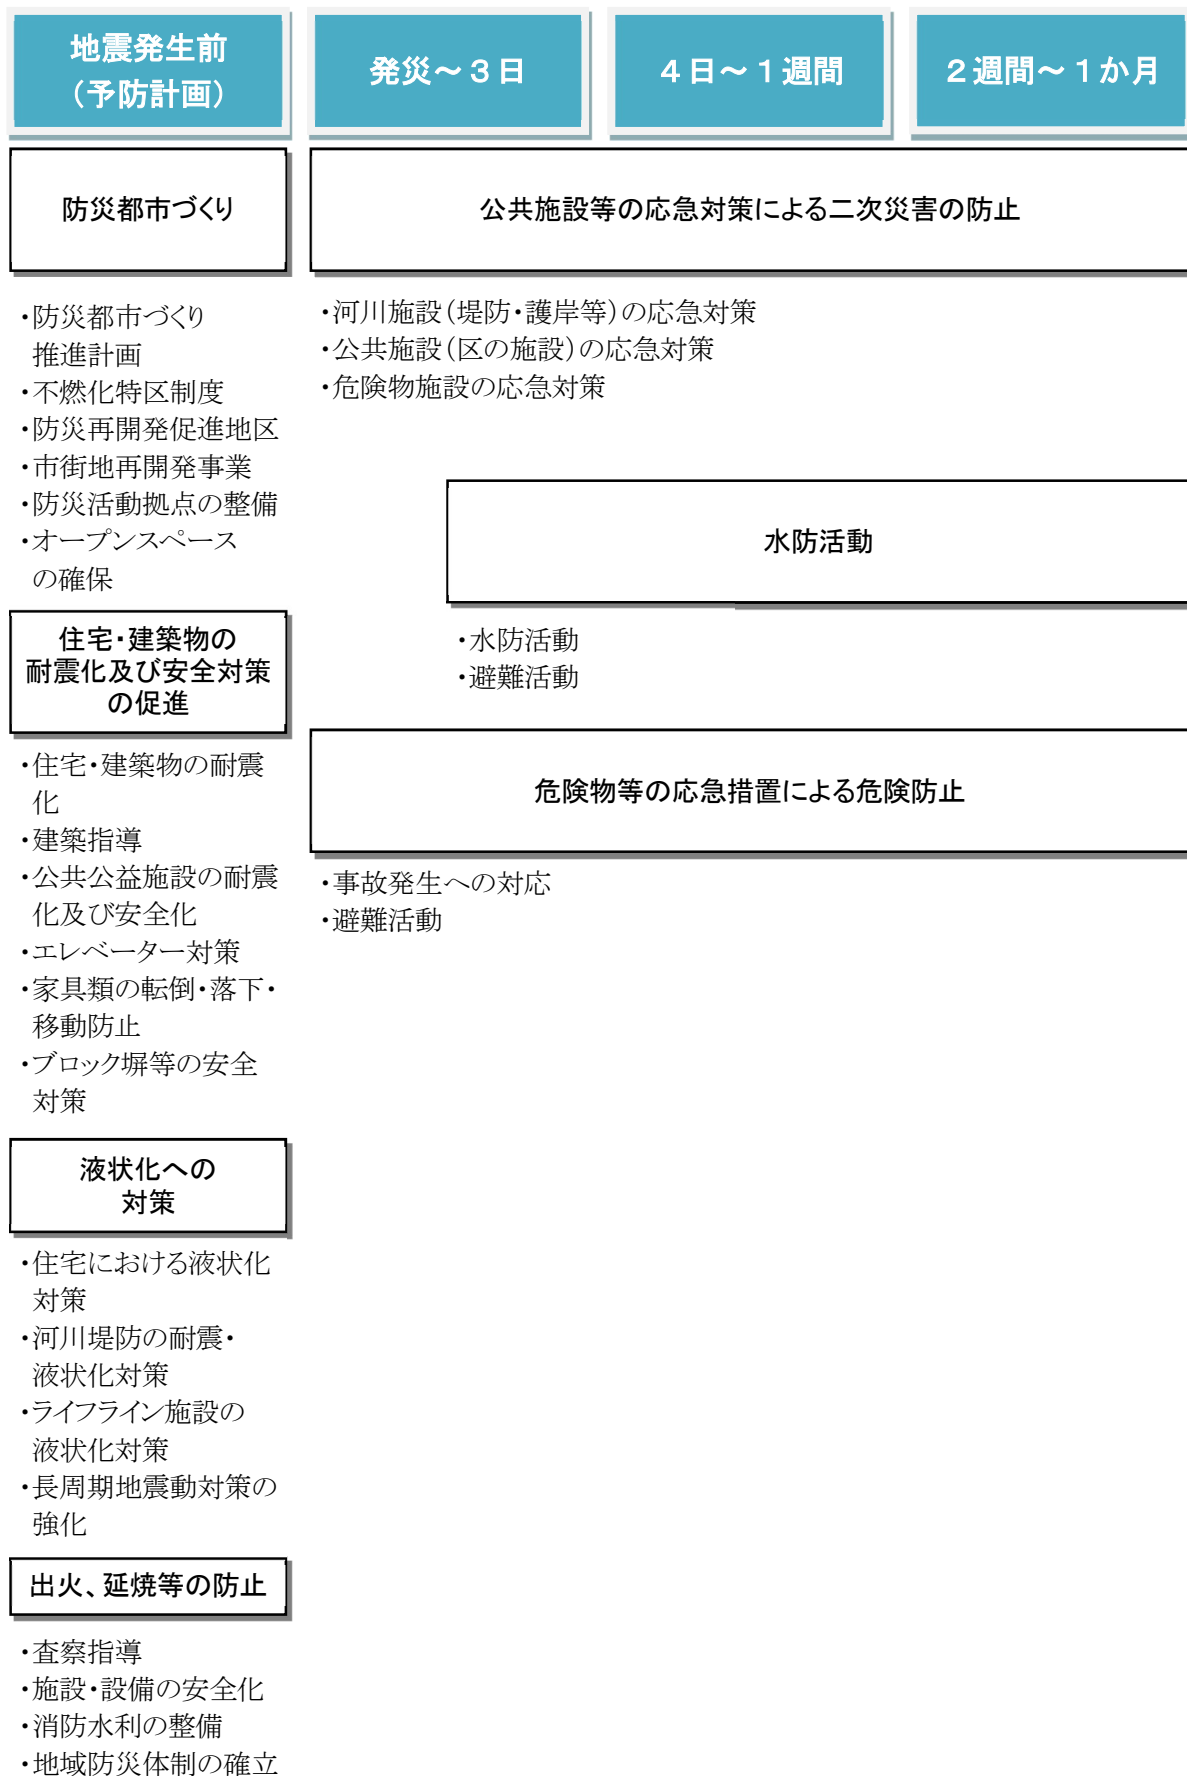 地震発生前
（予防計画）
発災～３日
４日～１週間
２週間～１か月
防災都市づくり
・防災都市づくり
推進計画
・不燃化特区制度
・防災再開発促進地区
・市街地再開発事業
・防災活動拠点の整備
・オープンスペース
の確保
住宅・建築物の
耐震化及び安全対策
の促進
・住宅・建築物の耐震
化
・建築指導
・公共公益施設の耐震
化及び安全化
・エレベーター対策
・家具類の転倒・落下・
移動防止
・ブロック塀等の安全
対策
液状化への
対策
・住宅における液状化
対策
・河川堤防の耐震・
液状化対策
・ライフライン施設の
液状化対策
・長周期地震動対策の
強化
出火、延焼等の防止
・査察指導
・施設・設備の安全化
・消防水利の整備
・地域防災体制の確立
公共施設等の応急対策による二次災害の防止
・河川施設（堤防・護岸等）の応急対策
・公共施設（区の施設）の応急対策
・危険物施設の応急対策
水防活動
・水防活動
・避難活動
危険物等の応急措置による危険防止
・事故発生への対応
・避難活動